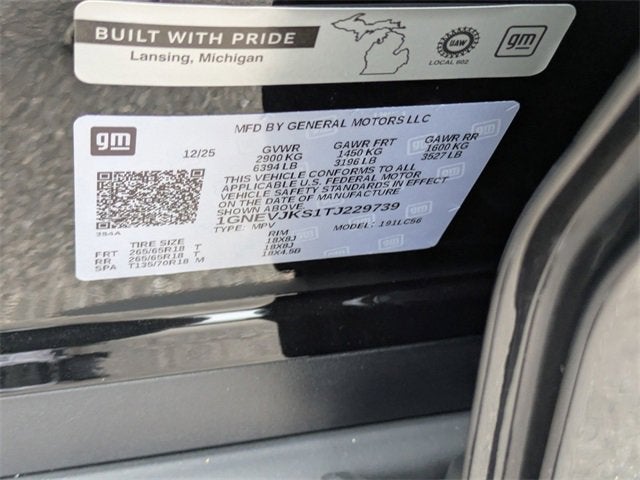 BUILT WITH PRIDE
Lansing, Michigan
UAW
LOCAL 602
gm
gm
MFD BY GENERAL MOTORS LLC
12/25
GVWR GAWR FRT GAWR RR
2900 KG 1450 KG 1600 KG
6394 LB 3196 LB 3527 LB
THIS VEHICLE CONFORMS TO ALL
APPLICABLE U.S. FEDERAL MOTOR
VEHICLE SAFETY STANDARDS IN EFFECT
ON THE DATE OF MANUFACTURE
SHOWN ABOVE.
1GNEVJKS1TJ229739
TYPE: MPV MODEL: 191LC56
TIRE SIZE RIM
FRT 265/65R18 T 18X8J
RR 265/65R18 T 18X8J
SPA T135/70R18 M 18X4.5B